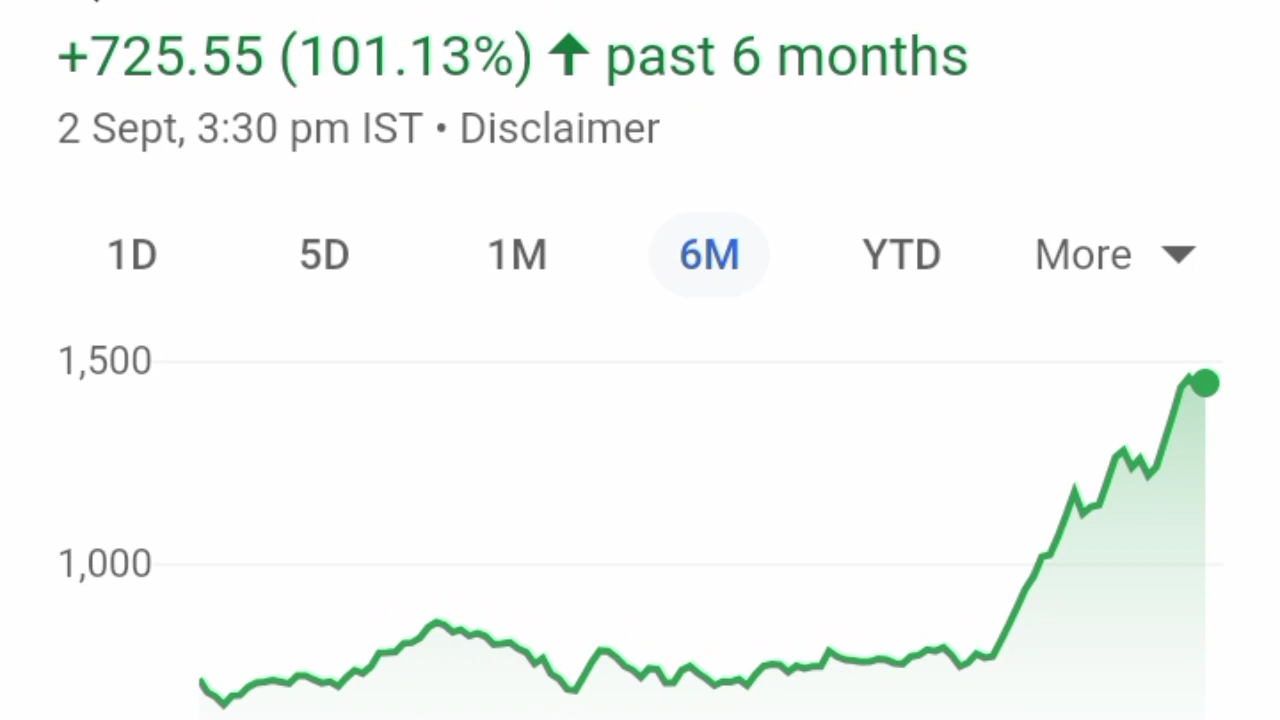 +725.55 (101.13%) ↑ past 6 months
2 Sept, 3:30 pm IST • Disclaimer
1D 5D 1M 6M YTD More
1,500
1,000